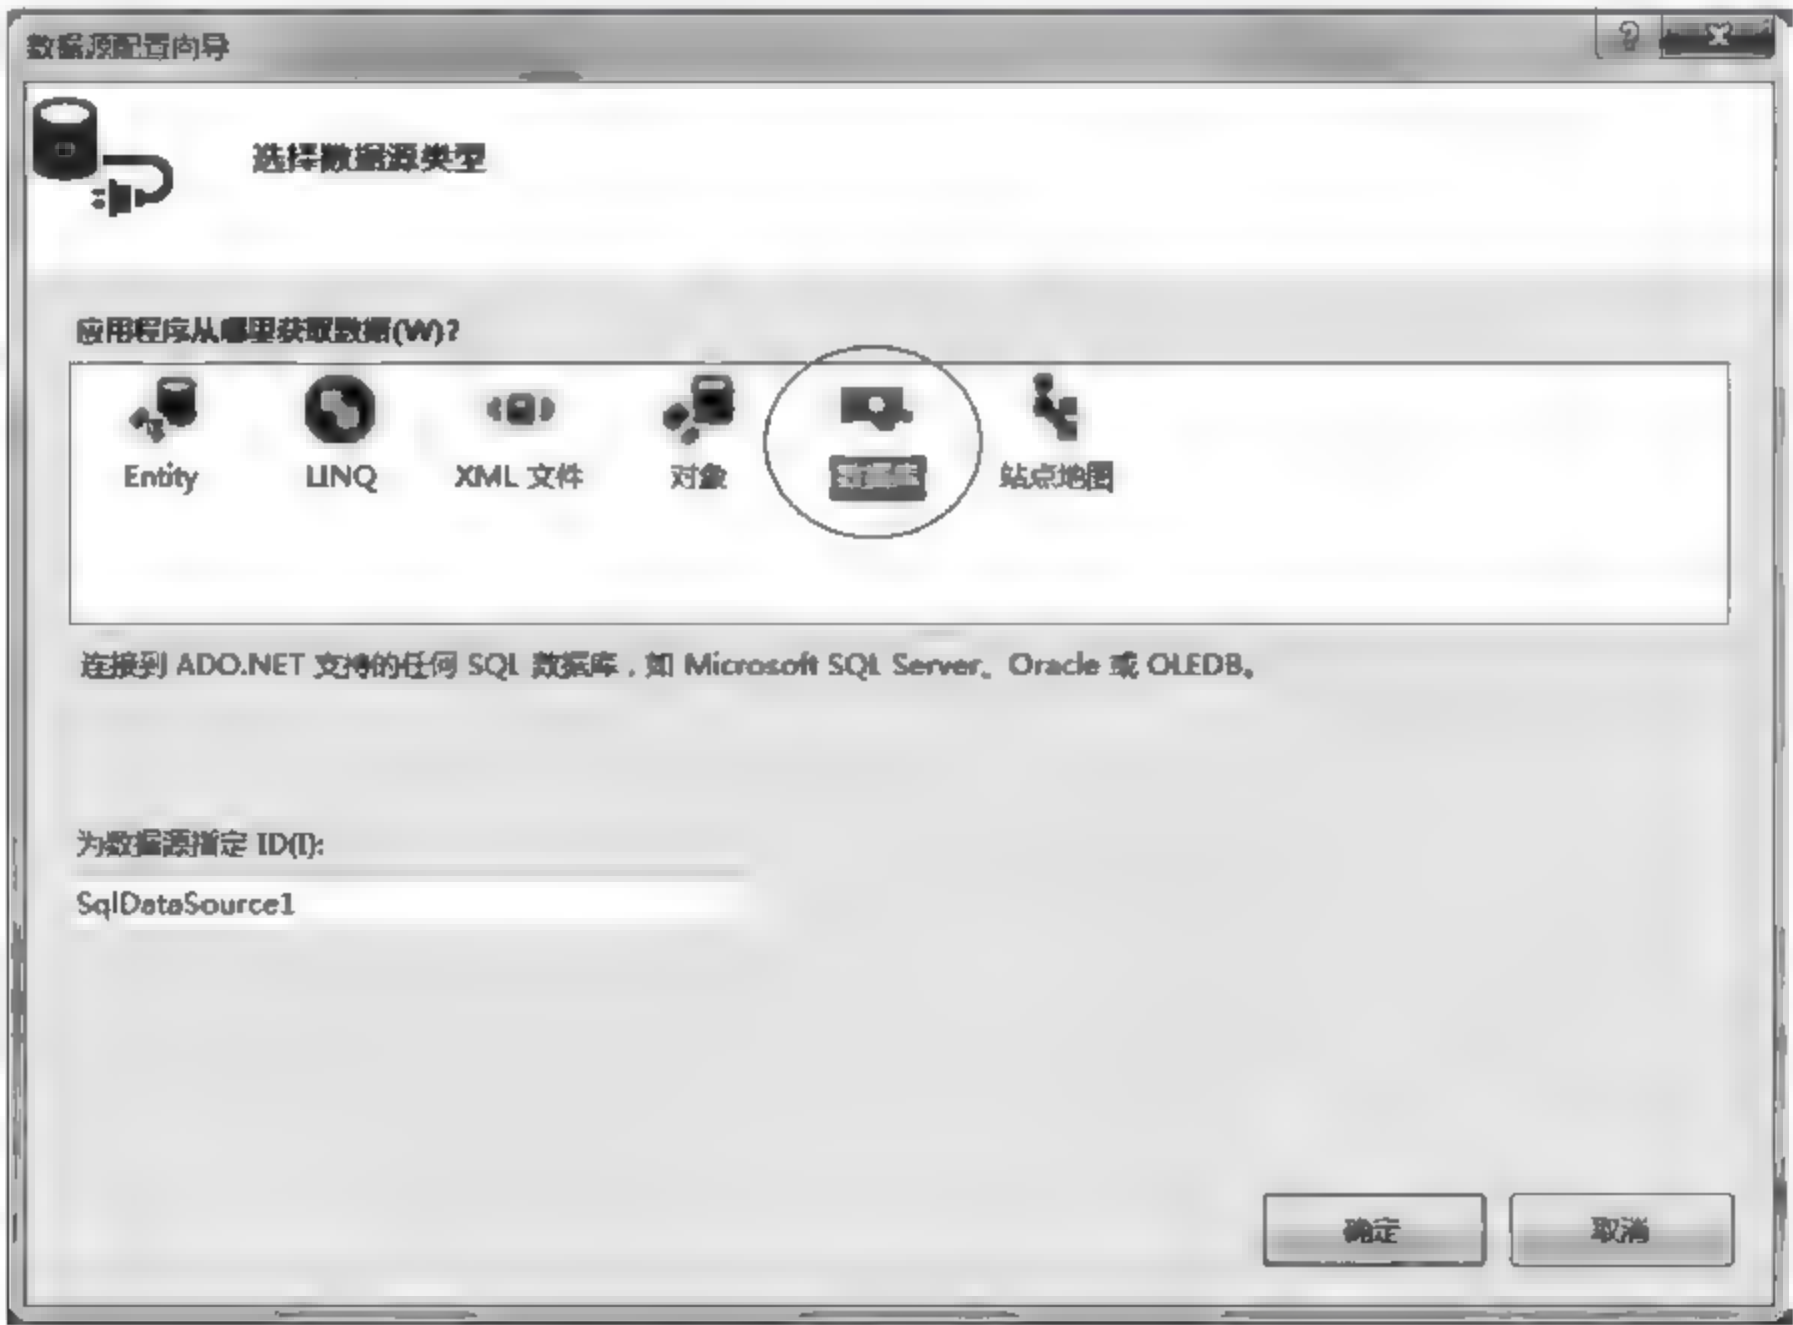 数据源配置向导
选择数据源类型
应用程序从哪里获取数据(W)?
Entity LINQ XML 文件 对象 数据库 站点地图
连接到 ADO.NET 支持的任何 SQL 数据库，如 Microsoft SQL Server、Oracle 或 OLEDB。
为数据源指定 ID(I):
SqlDataSource1
确定 取消